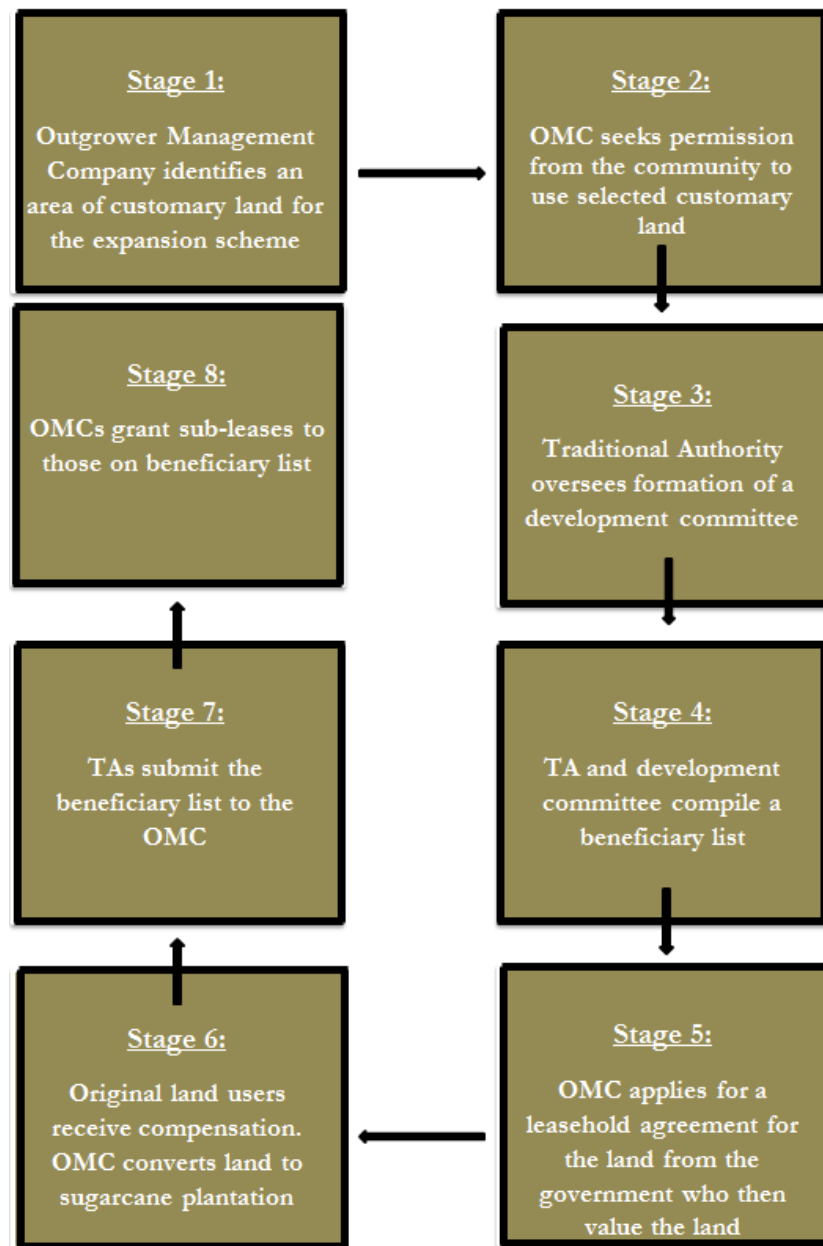 Stage 1:
Outgrower Management
Company identifies an
area of customary land for
the expansion scheme
Stage 2:
OMC seeks permission
from the community to
use selected customary
land
Stage 3:
Traditional Authority
oversees formation of a
development committee
Stage 4:
TA and development
committee compile a
beneficiary list
Stage 5:
OMC applies for a
leasehold agreement for
the land from the
government who then
value the land
Stage 6:
Original land users
receive compensation.
OMC converts land to
sugarcane plantation
Stage 7:
TAs submit the
beneficiary list to the
OMC
Stage 8:
OMCs grant sub-leases to
those on beneficiary list